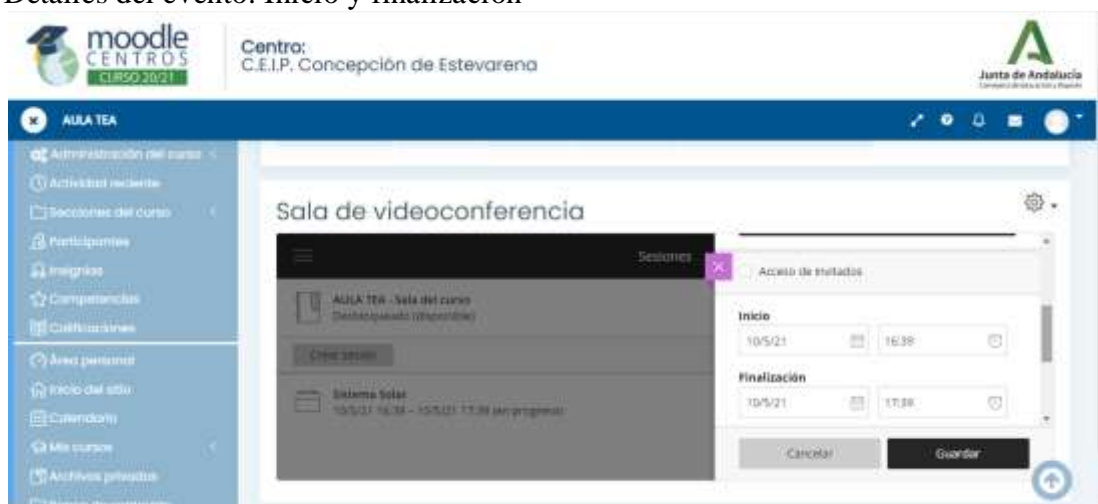 Detalles del evento: Inicio y finalización
moodle
CENTROS
CURSO 20/21
Centro:
C.E.I.P. Concepción de Estevarena
Junta de Andalucía
AULA TEA
Administración del curso
Actividad reciente
Secciones del curso
Participantes
Insignias
Competencias
Calificaciones
Área personal
Inicio del sitio
Calendario
Mis cursos
Archivos privados
Sala de videoconferencia
Sesiones
AULA TEA - Sala del curso
Desbloqueado (disponible)
Crear sesión
Sistema Solar
10/5/21 16:39 – 10/5/21 17:39 (en progreso)
Acceso de invitados
Inicio
10/5/21 16:39
Finalización
10/5/21 17:39
Cancelar
Guardar